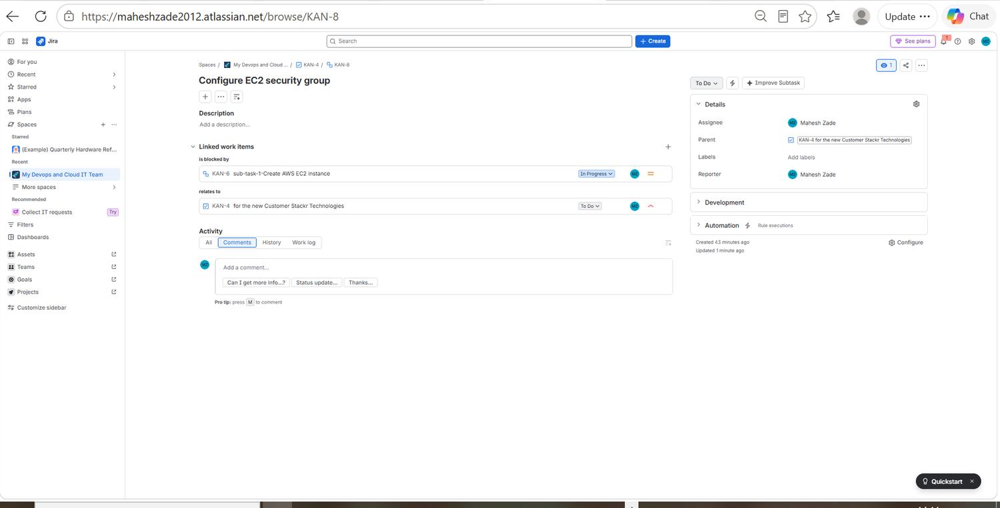 https://maheshzade2012.atlassian.net/browse/KAN-8
Update
Chat
Jira
Search
+ Create
See plans
1
MZ
For you
Recent
Starred
Apps
Plans
Spaces
Starred
(Example) Quarterly Hardware Ref...
Recent
My Devops and Cloud IT Team
More spaces
Recommended
Collect IT requests Try
Filters
Dashboards
Assets
Teams
Goals
Projects
Customize sidebar
Spaces / My Devops and Cloud ... / KAN-4 / KAN-8
Configure EC2 security group
Description
Add a description...
Linked work items
is blocked by
KAN-6 sub-task-1-Create AWS EC2 instance In Progress MZ
relates to
KAN-4 for the new Customer Stackr Technologies To Do MZ
Activity
All Comments History Work log
MZ
Add a comment...
Can I get more info...? Status update... Thanks...
Pro tip: press M to comment
1
To Do
Improve Subtask
Details
Assignee MZ Mahesh Zade
Parent KAN-4 for the new Customer Stackr Technologies
Labels Add labels
Reporter MZ Mahesh Zade
Development
Automation Rule executions
Created 43 minutes ago
Configure
Updated 1 minute ago
Quickstart